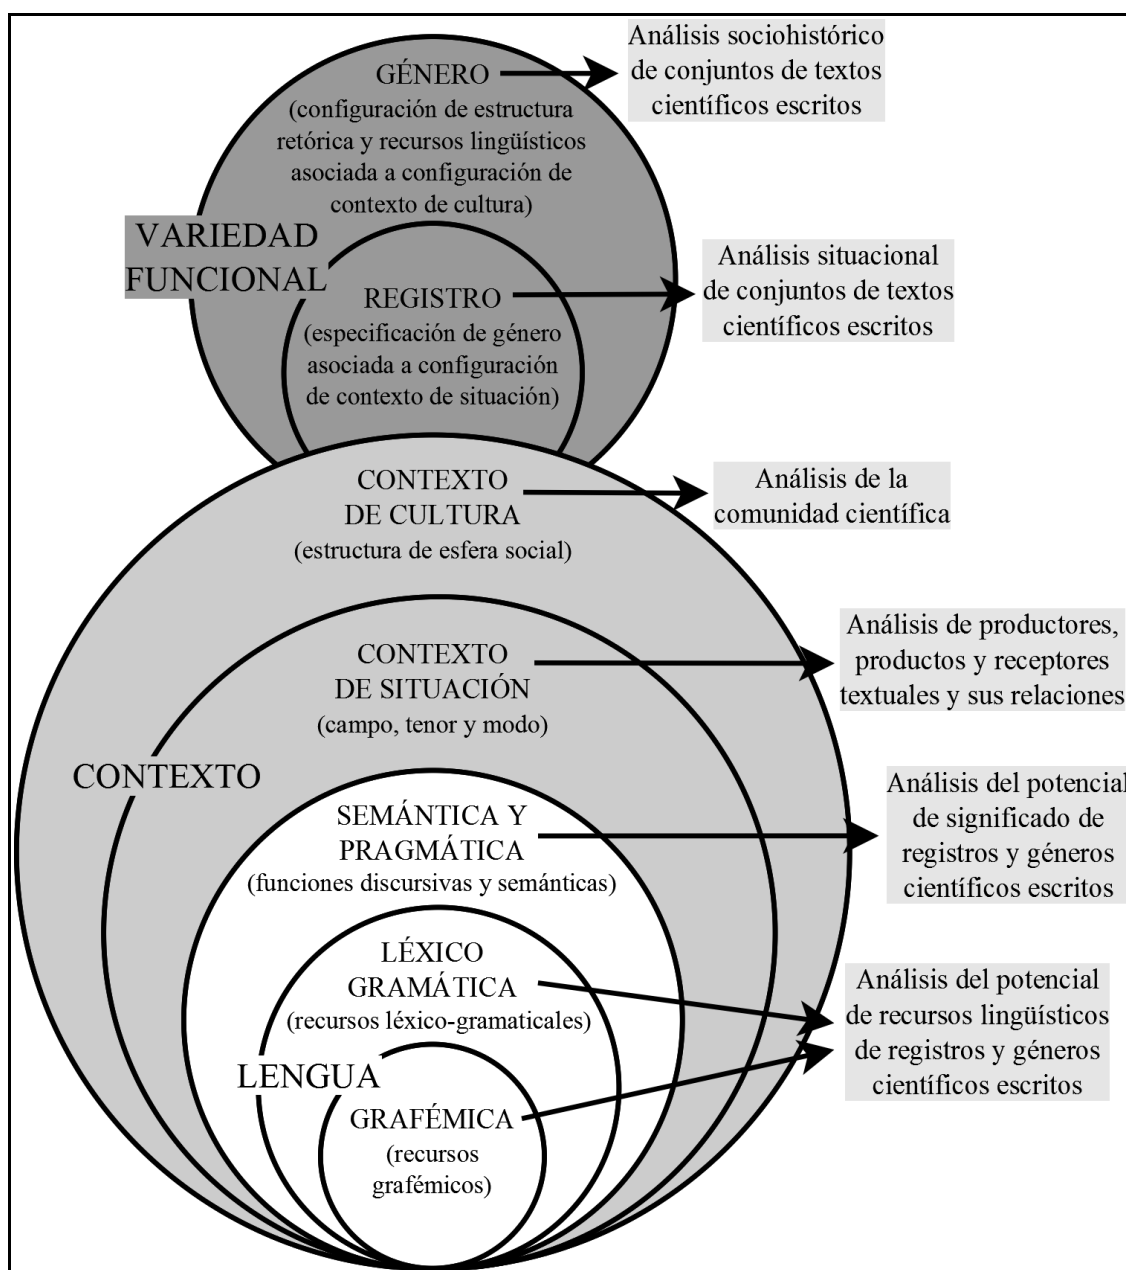 GÉNERO
(configuración de estructura
retórica y recursos lingüísticos
asociada a configuración de
contexto de cultura)
Análisis sociohistórico
de conjuntos de textos
científicos escritos
VARIEDAD
FUNCIONAL
REGISTRO
(especificación de género
asociada a configuración
de contexto de situación)
Análisis situacional
de conjuntos de textos
científicos escritos
CONTEXTO
DE CULTURA
(estructura de esfera social)
Análisis de la
comunidad científica
CONTEXTO
DE SITUACIÓN
(campo, tenor y modo)
Análisis de productores,
productos y receptores
textuales y sus relaciones
CONTEXTO
SEMÁNTICA Y
PRAGMÁTICA
(funciones discursivas y semánticas)
Análisis del potencial
de significado de
registros y géneros
científicos escritos
LÉXICO
GRAMÁTICA
(recursos léxico-gramaticales)
Análisis del potencial
de recursos lingüísticos
de registros y géneros
científicos escritos
LENGUA
GRAFÉMICA
(recursos
grafémicos)